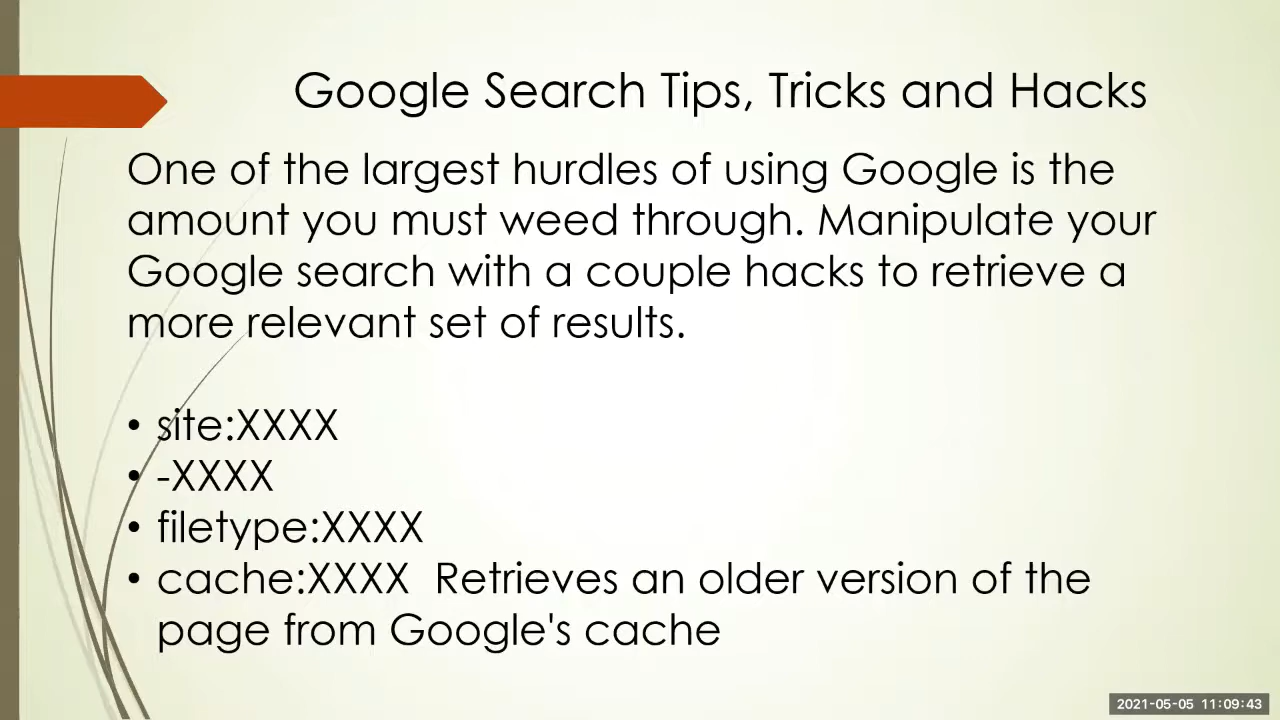 Google Search Tips, Tricks and Hacks
One of the largest hurdles of using Google is the
amount you must weed through. Manipulate your
Google search with a couple hacks to retrieve a
more relevant set of results.
• site:XXXX
• -XXXX
• filetype:XXXX
• cache:XXXX  Retrieves an older version of the
page from Google's cache
2021-05-05 11:09:43